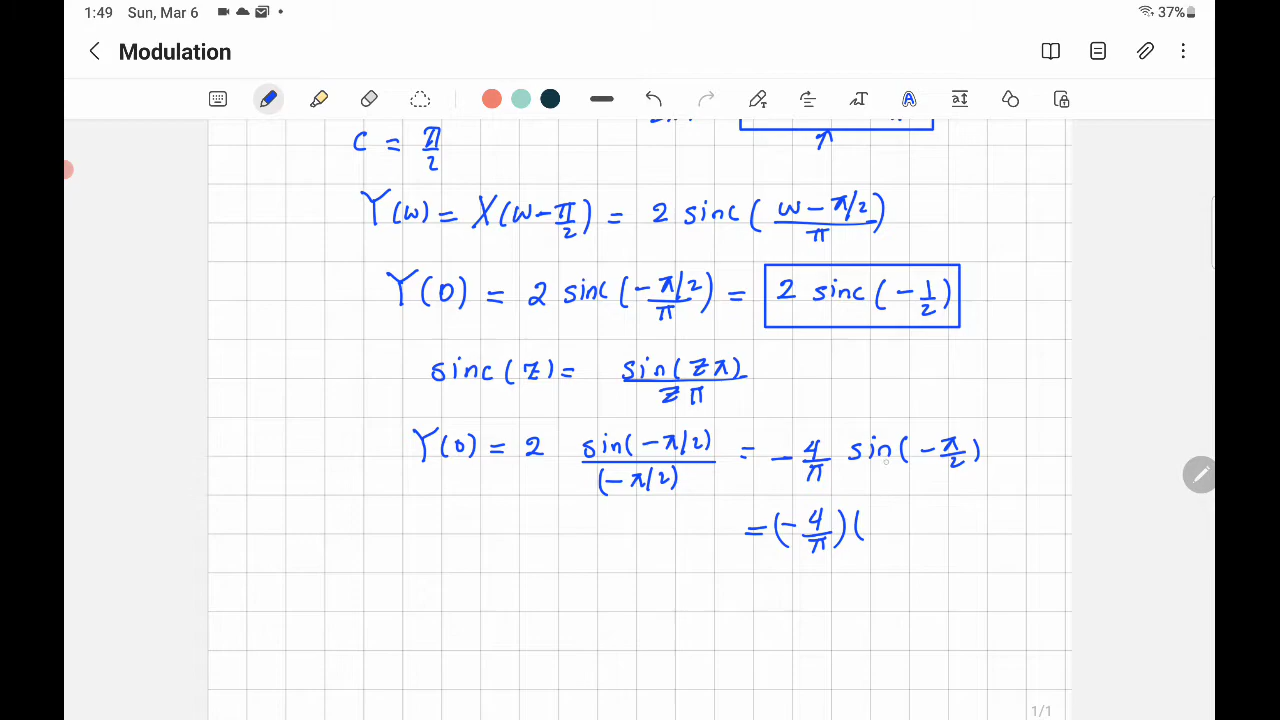 1:49 Sun, Mar 6 37%
Modulation
C = π/2
Y(ω) = X(ω-π/2) = 2 sinc(ω-π/2/π)
Y(0) = 2 sinc(-π/2/π) = 2 sinc(-1/2)
sinc(z) = sin(zπ)/zπ
Y(0) = 2 sin(-π/2)/(-π/2) = -4/π sin(-π/2)
= (-4/π)(
1/1